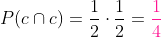 P(c ∩ c) = 1/2 · 1/2 = 1/4